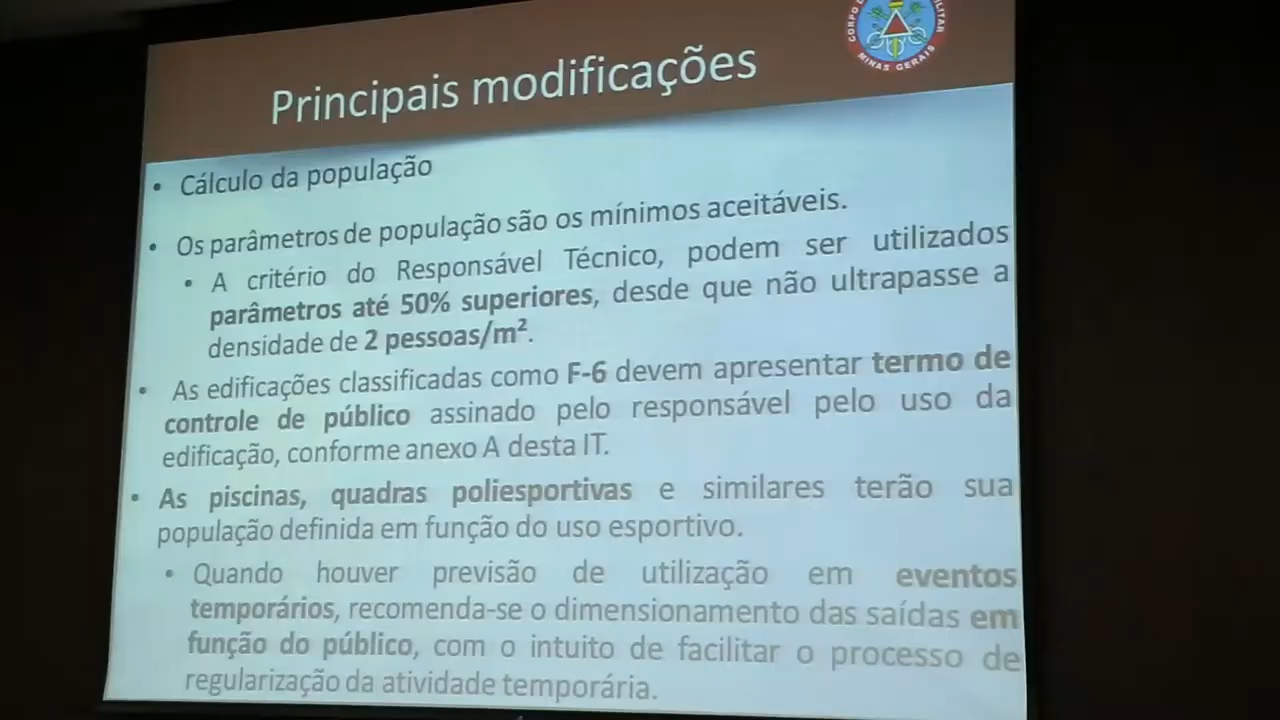 CORPO
ILITAR
MINAS GERAIS
Principais modificações
• Cálculo da população
• Os parâmetros de população são os mínimos aceitáveis.
• A critério do Responsável Técnico, podem ser utilizados
parâmetros até 50% superiores, desde que não ultrapasse a
densidade de 2 pessoas/m².
• As edificações classificadas como F-6 devem apresentar termo de
controle de público assinado pelo responsável pelo uso da
edificação, conforme anexo A desta IT.
• As piscinas, quadras poliesportivas e similares terão sua
população definida em função do uso esportivo.
• Quando houver previsão de utilização em eventos
temporários, recomenda-se o dimensionamento das saídas em
função do público, com o intuito de facilitar o processo de
regularização da atividade temporária.